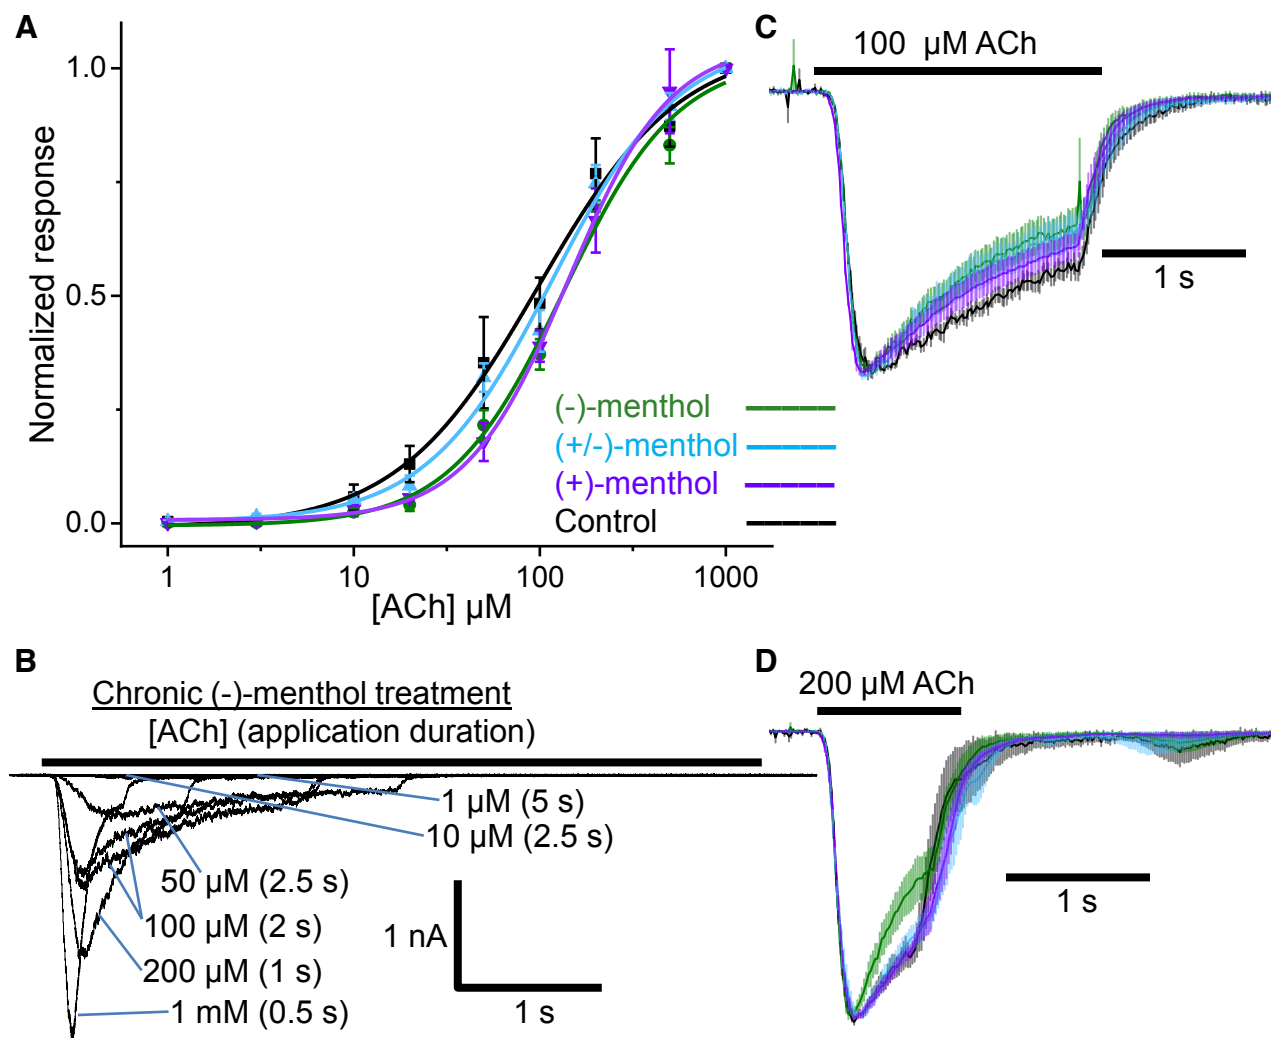 A
Normalized response
1.0
0.5
0.0
1
10
100
1000
[ACh] µM
(-)-menthol
(+/-)-menthol
(+)-menthol
Control
C
100 µM ACh
1 s
B
Chronic (-)-menthol treatment
[ACh] (application duration)
1 µM (5 s)
10 µM (2.5 s)
50 µM (2.5 s)
100 µM (2 s)
200 µM (1 s)
1 mM (0.5 s)
1 nA
1 s
D
200 µM ACh
1 s